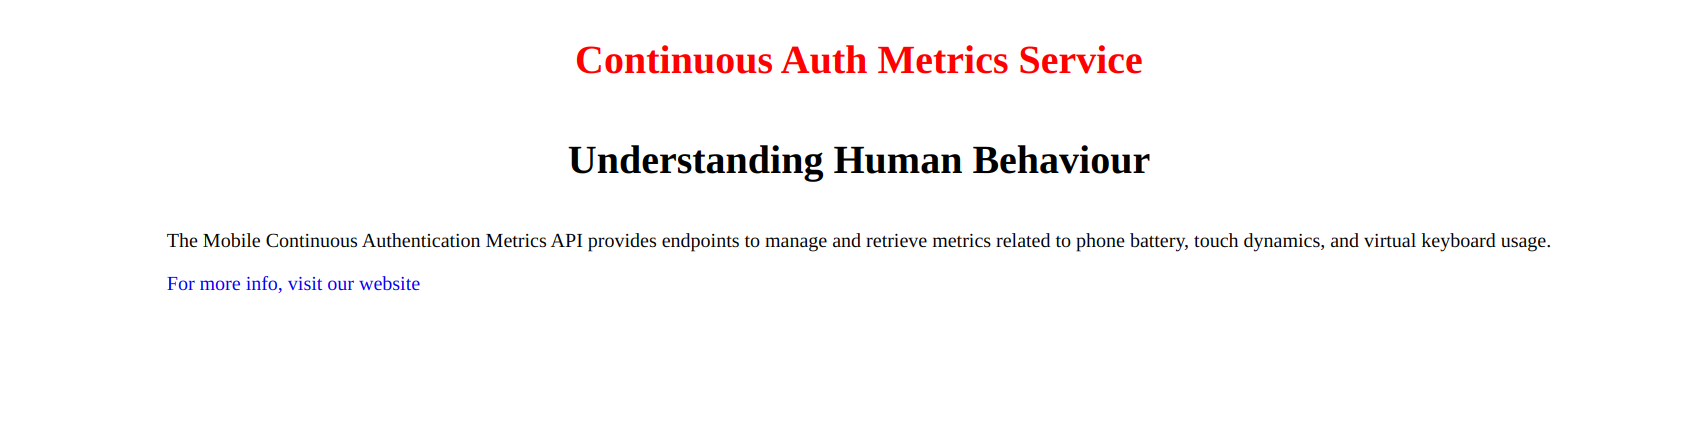 Continuous Auth Metrics Service
Understanding Human Behaviour
The Mobile Continuous Authentication Metrics API provides endpoints to manage and retrieve metrics related to phone battery, touch dynamics, and virtual keyboard usage.
For more info, visit our website